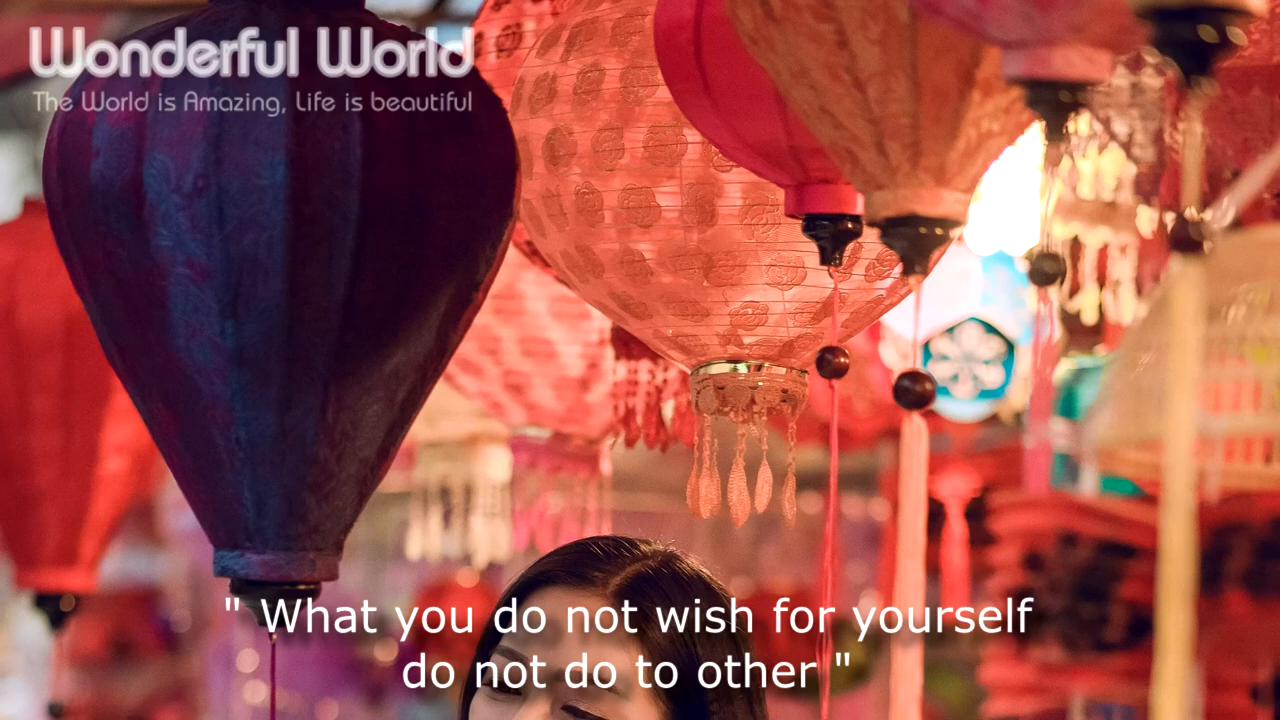 Wonderful World
The World is Amazing, Life is beautiful
" What you do not wish for yourself
do not do to other "